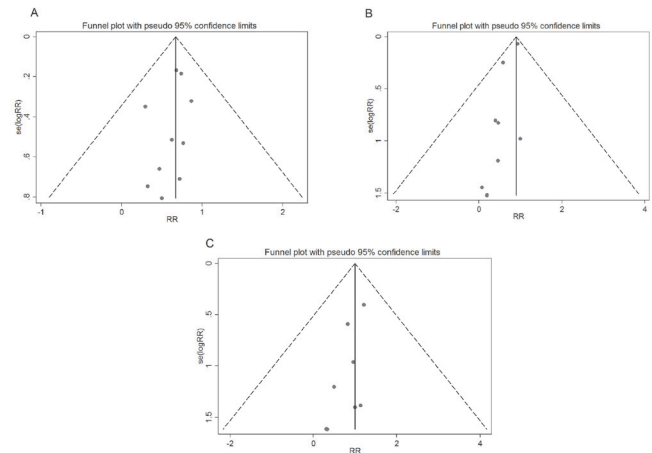 A
Funnel plot with pseudo 95% confidence limits
0
.2
.4
.6
.8
se(logRR)
-1
0
1
2
RR
B
Funnel plot with pseudo 95% confidence limits
0
.5
1
1.5
se(logRR)
-2
0
2
4
RR
C
Funnel plot with pseudo 95% confidence limits
0
.5
1
1.5
se(logRR)
-2
0
2
4
RR